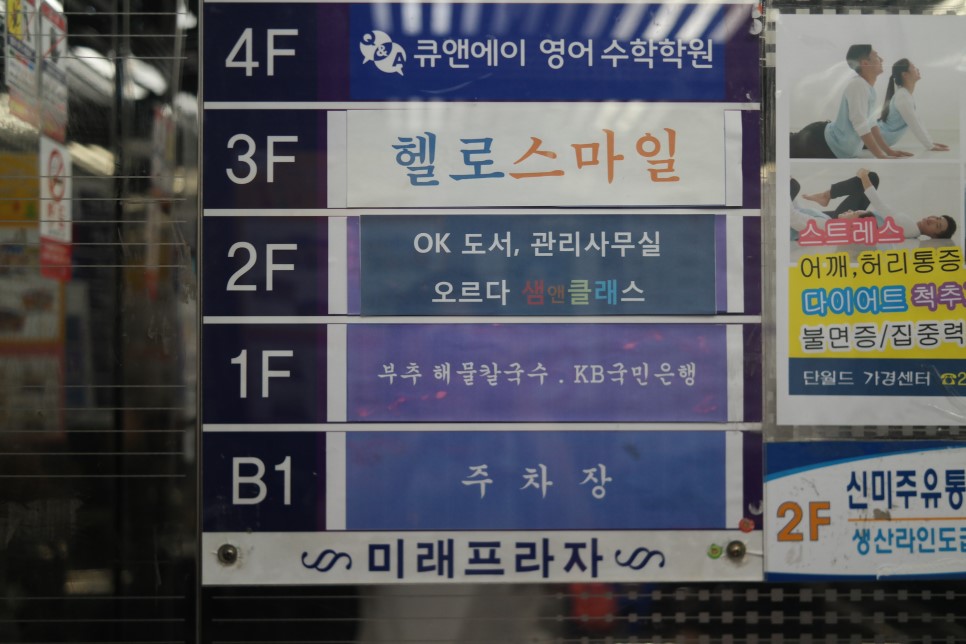 4F
Q&A 큐앤에이 영어 수학학원
3F
헬로스마일
2F
OK 도서, 관리사무실
오르다 샘앤클래스
1F
부추 해물칼국수 . KB국민은행
B1
주 차 장
미래프라자
스트레스
어깨,허리통증
다이어트 척추
불면증/집중력
단월드 가경센터 ☎2
2F
신미주유통
생산라인도급